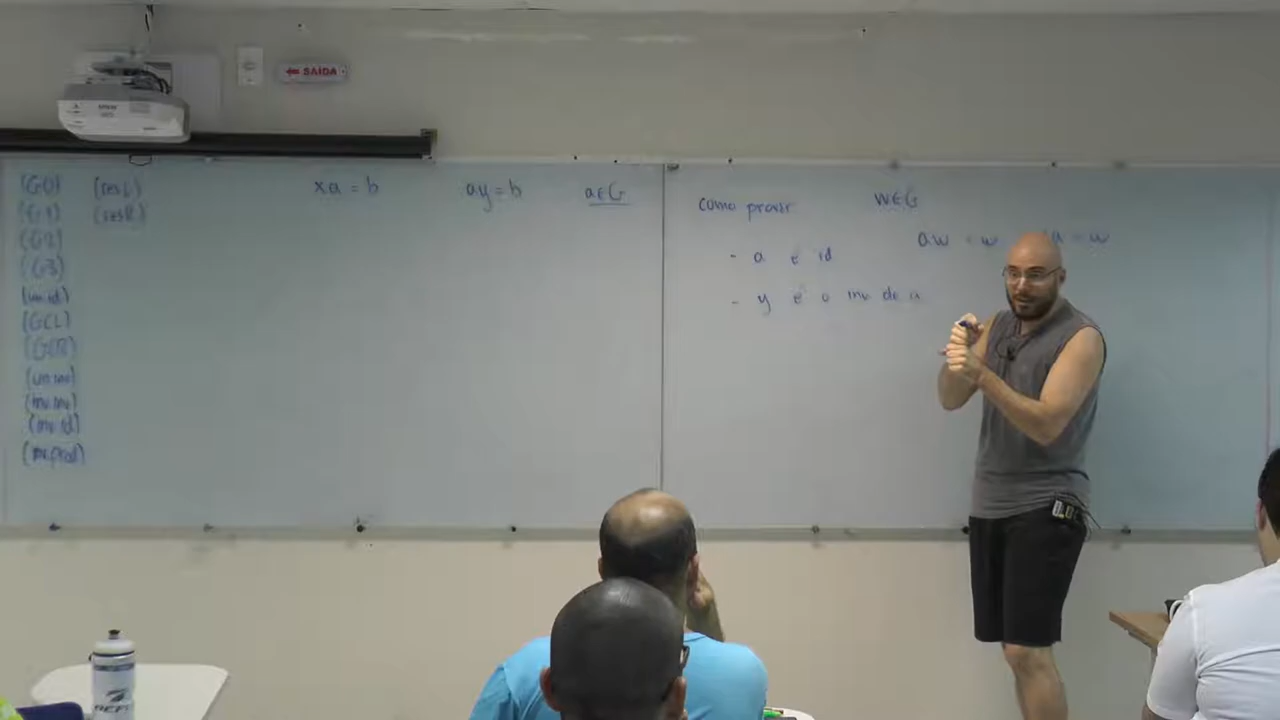 SAÍDA
(G0) (resL)
(G1) (resR)
(G2)
(G3)
(un.id)
(GCL)
(GCR)
(un.inv)
(inv.inv)
(inv.id)
(inv.prod)
xa = b
ay = b
a∈G
como provar
- a é id
- y é o inv de a
w∈G
aw = w
a = w